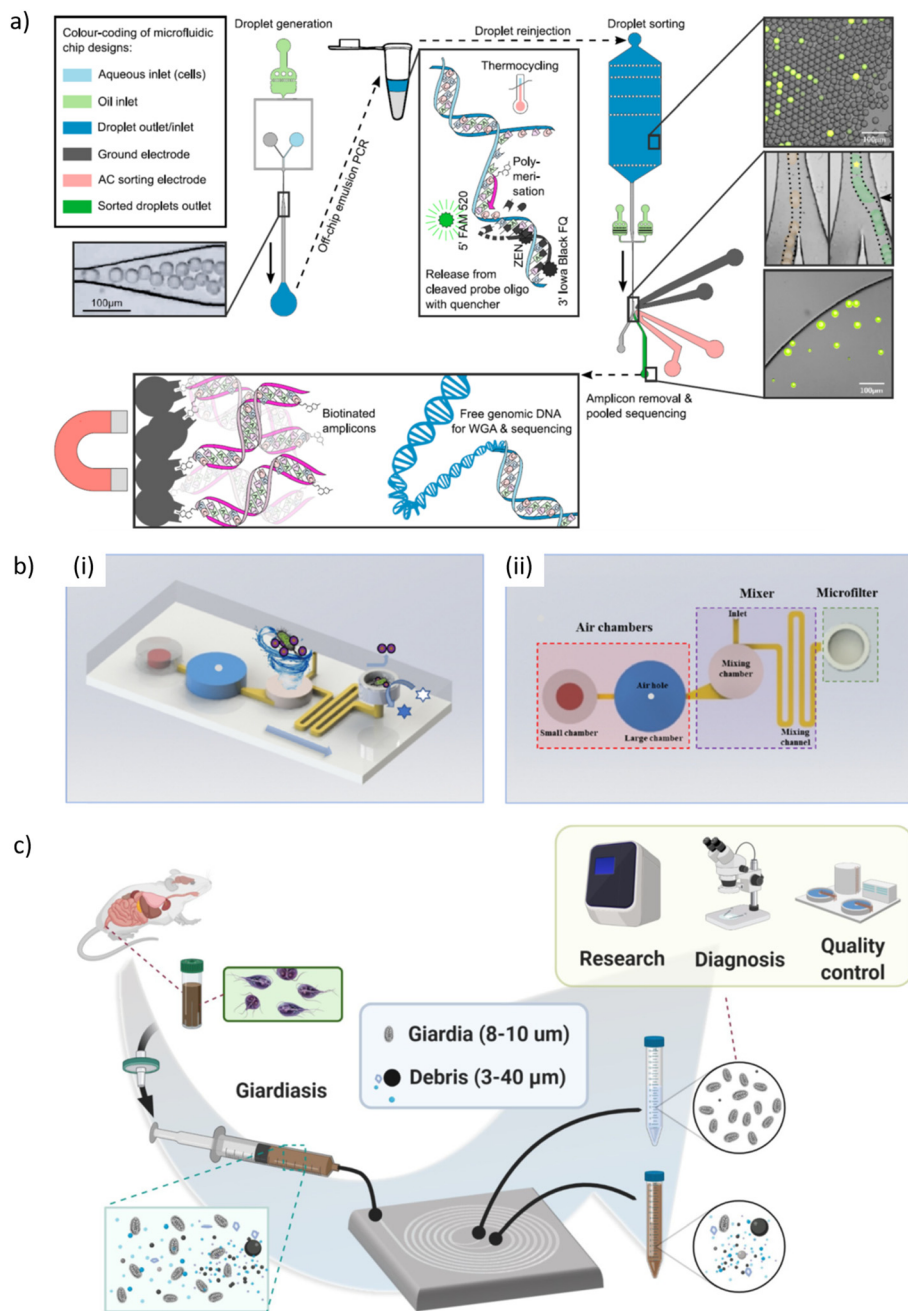 a)
Colour-coding of microfluidic
chip designs:
Aqueous inlet (cells)
Oil inlet
Droplet outlet/inlet
Ground electrode
AC sorting electrode
Sorted droplets outlet
Droplet generation
Droplet reinjection
Droplet sorting
Off-chip emulsion PCR
Thermocycling
Poly-
meri-
sation
5' FAM 520
ZEN
3' Iowa Black FQ
Release from
cleaved probe oligo
with quencher
100µm
100µm
100µm
Amplicon removal &
pooled sequencing
Biotinated
amplicons
Free genomic DNA
for WGA & sequencing
b)
(i)
(ii)
Air chambers
Mixer
Microfilter
Inlet
Mixing
chamber
Air hole
Small chamber
Large chamber
Mixing
channel
c)
Research
Diagnosis
Quality
control
Giardia (8-10 um)
Debris (3-40 µm)
Giardiasis